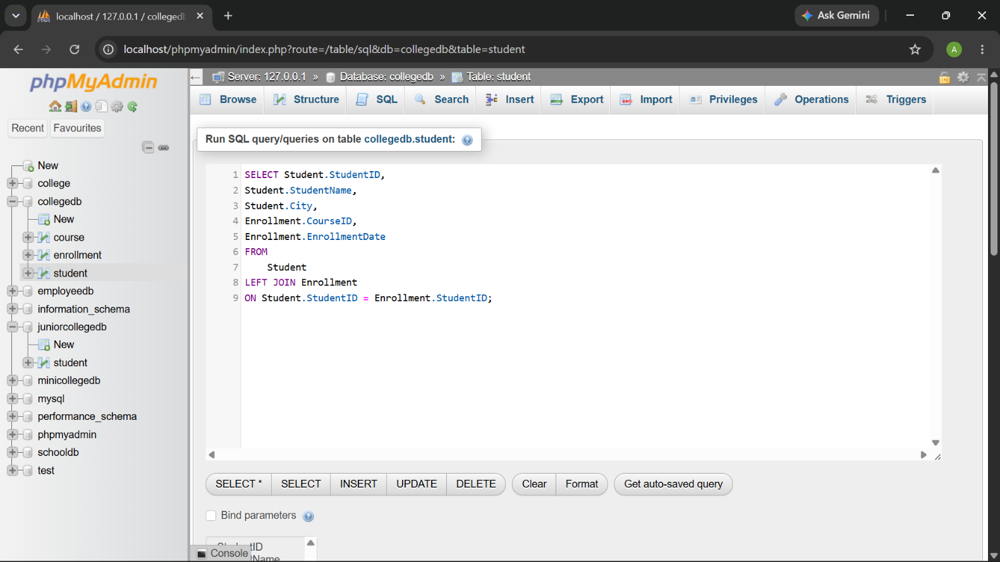 localhost / 127.0.0.1 / collegedb
Ask Gemini
localhost/phpmyadmin/index.php?route=/table/sql&db=collegedb&table=student
A
phpMyAdmin
Recent
Favourites
New
college
collegedb
New
course
enrollment
student
employeedb
information_schema
juniorcollegedb
New
student
minicollegedb
mysql
performance_schema
phpmyadmin
schooldb
test
Server: 127.0.0.1 » Database: collegedb » Table: student
Browse Structure SQL Search Insert Export Import Privileges Operations Triggers
Run SQL query/queries on table collegedb.student:
1 SELECT Student.StudentID,
2 Student.StudentName,
3 Student.City,
4 Enrollment.CourseID,
5 Enrollment.EnrollmentDate
6 FROM
7 Student
8 LEFT JOIN Enrollment
9 ON Student.StudentID = Enrollment.StudentID;
SELECT * SELECT INSERT UPDATE DELETE Clear Format Get auto-saved query
Bind parameters
Console